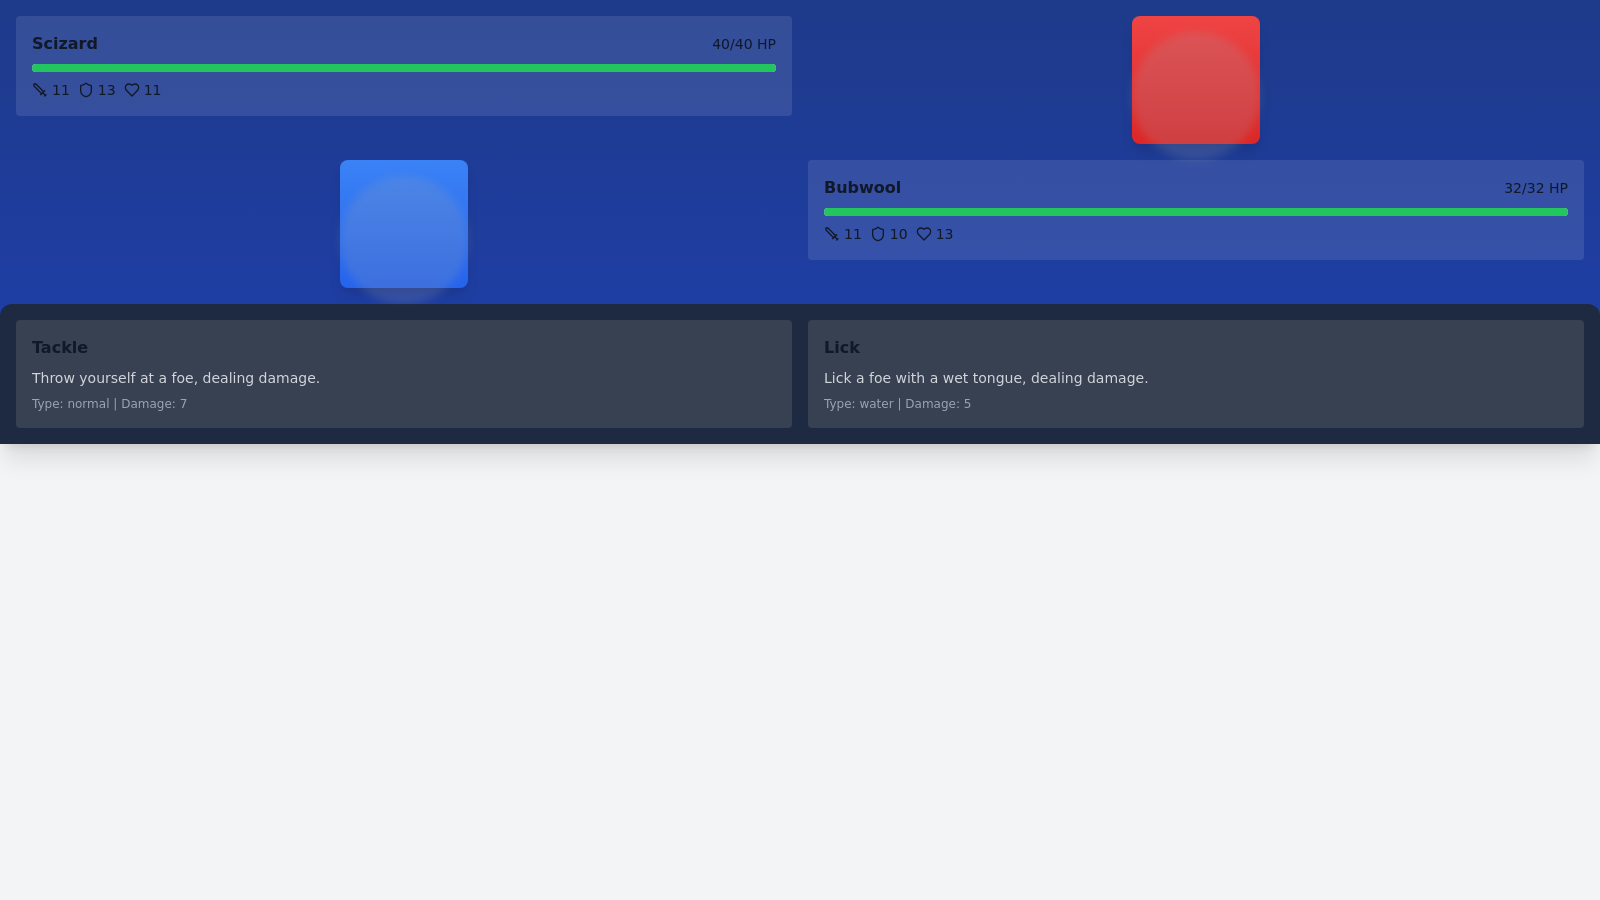 Scizard
40/40 HP
11 13 11
Bubwool
32/32 HP
11 10 13
Tackle
Throw yourself at a foe, dealing damage.
Type: normal | Damage: 7
Lick
Lick a foe with a wet tongue, dealing damage.
Type: water | Damage: 5